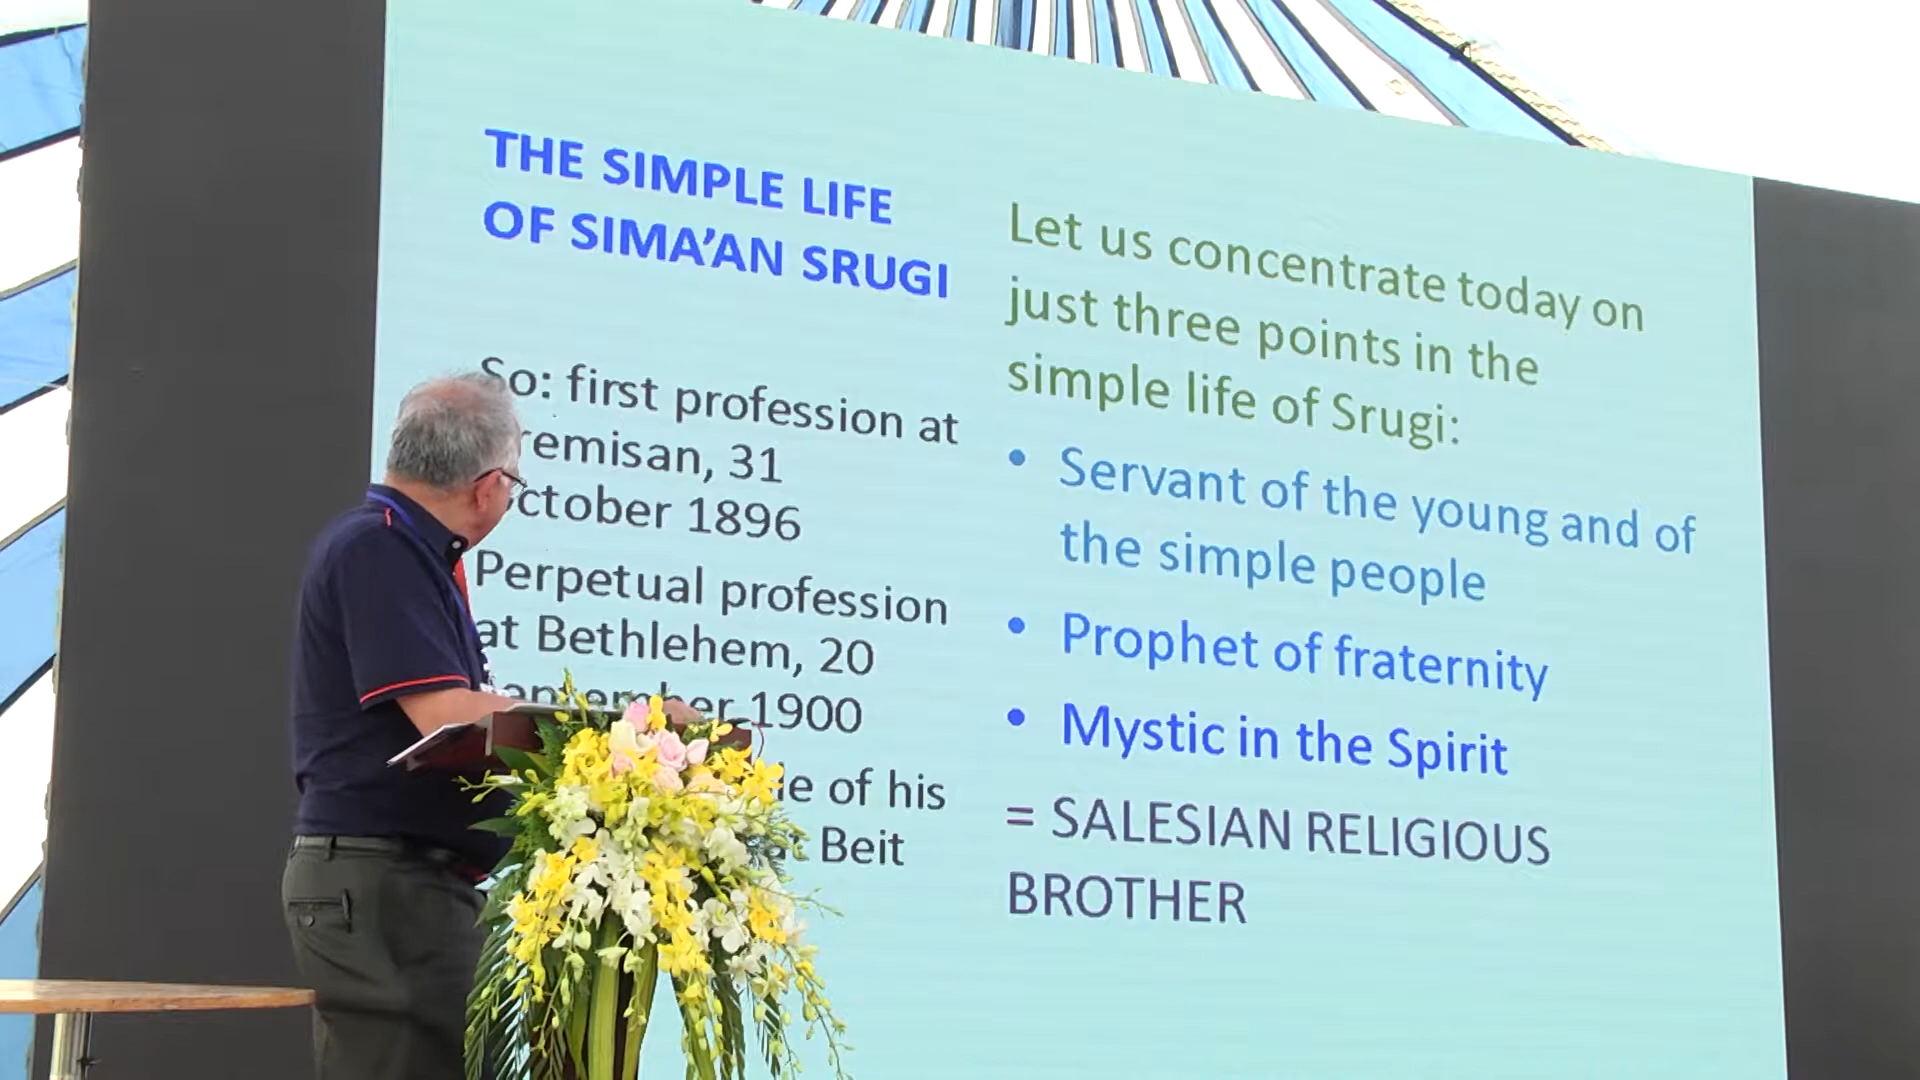 THE SIMPLE LIFE
OF SIMA’AN SRUGI
So: first profession at
remisan, 31
ctober 1896
Perpetual profession
at Bethlehem, 20
September 1900
of his
at Beit
Let us concentrate today on
just three points in the
simple life of Srugi:
• Servant of the young and of
the simple people
• Prophet of fraternity
• Mystic in the Spirit
= SALESIAN RELIGIOUS
BROTHER